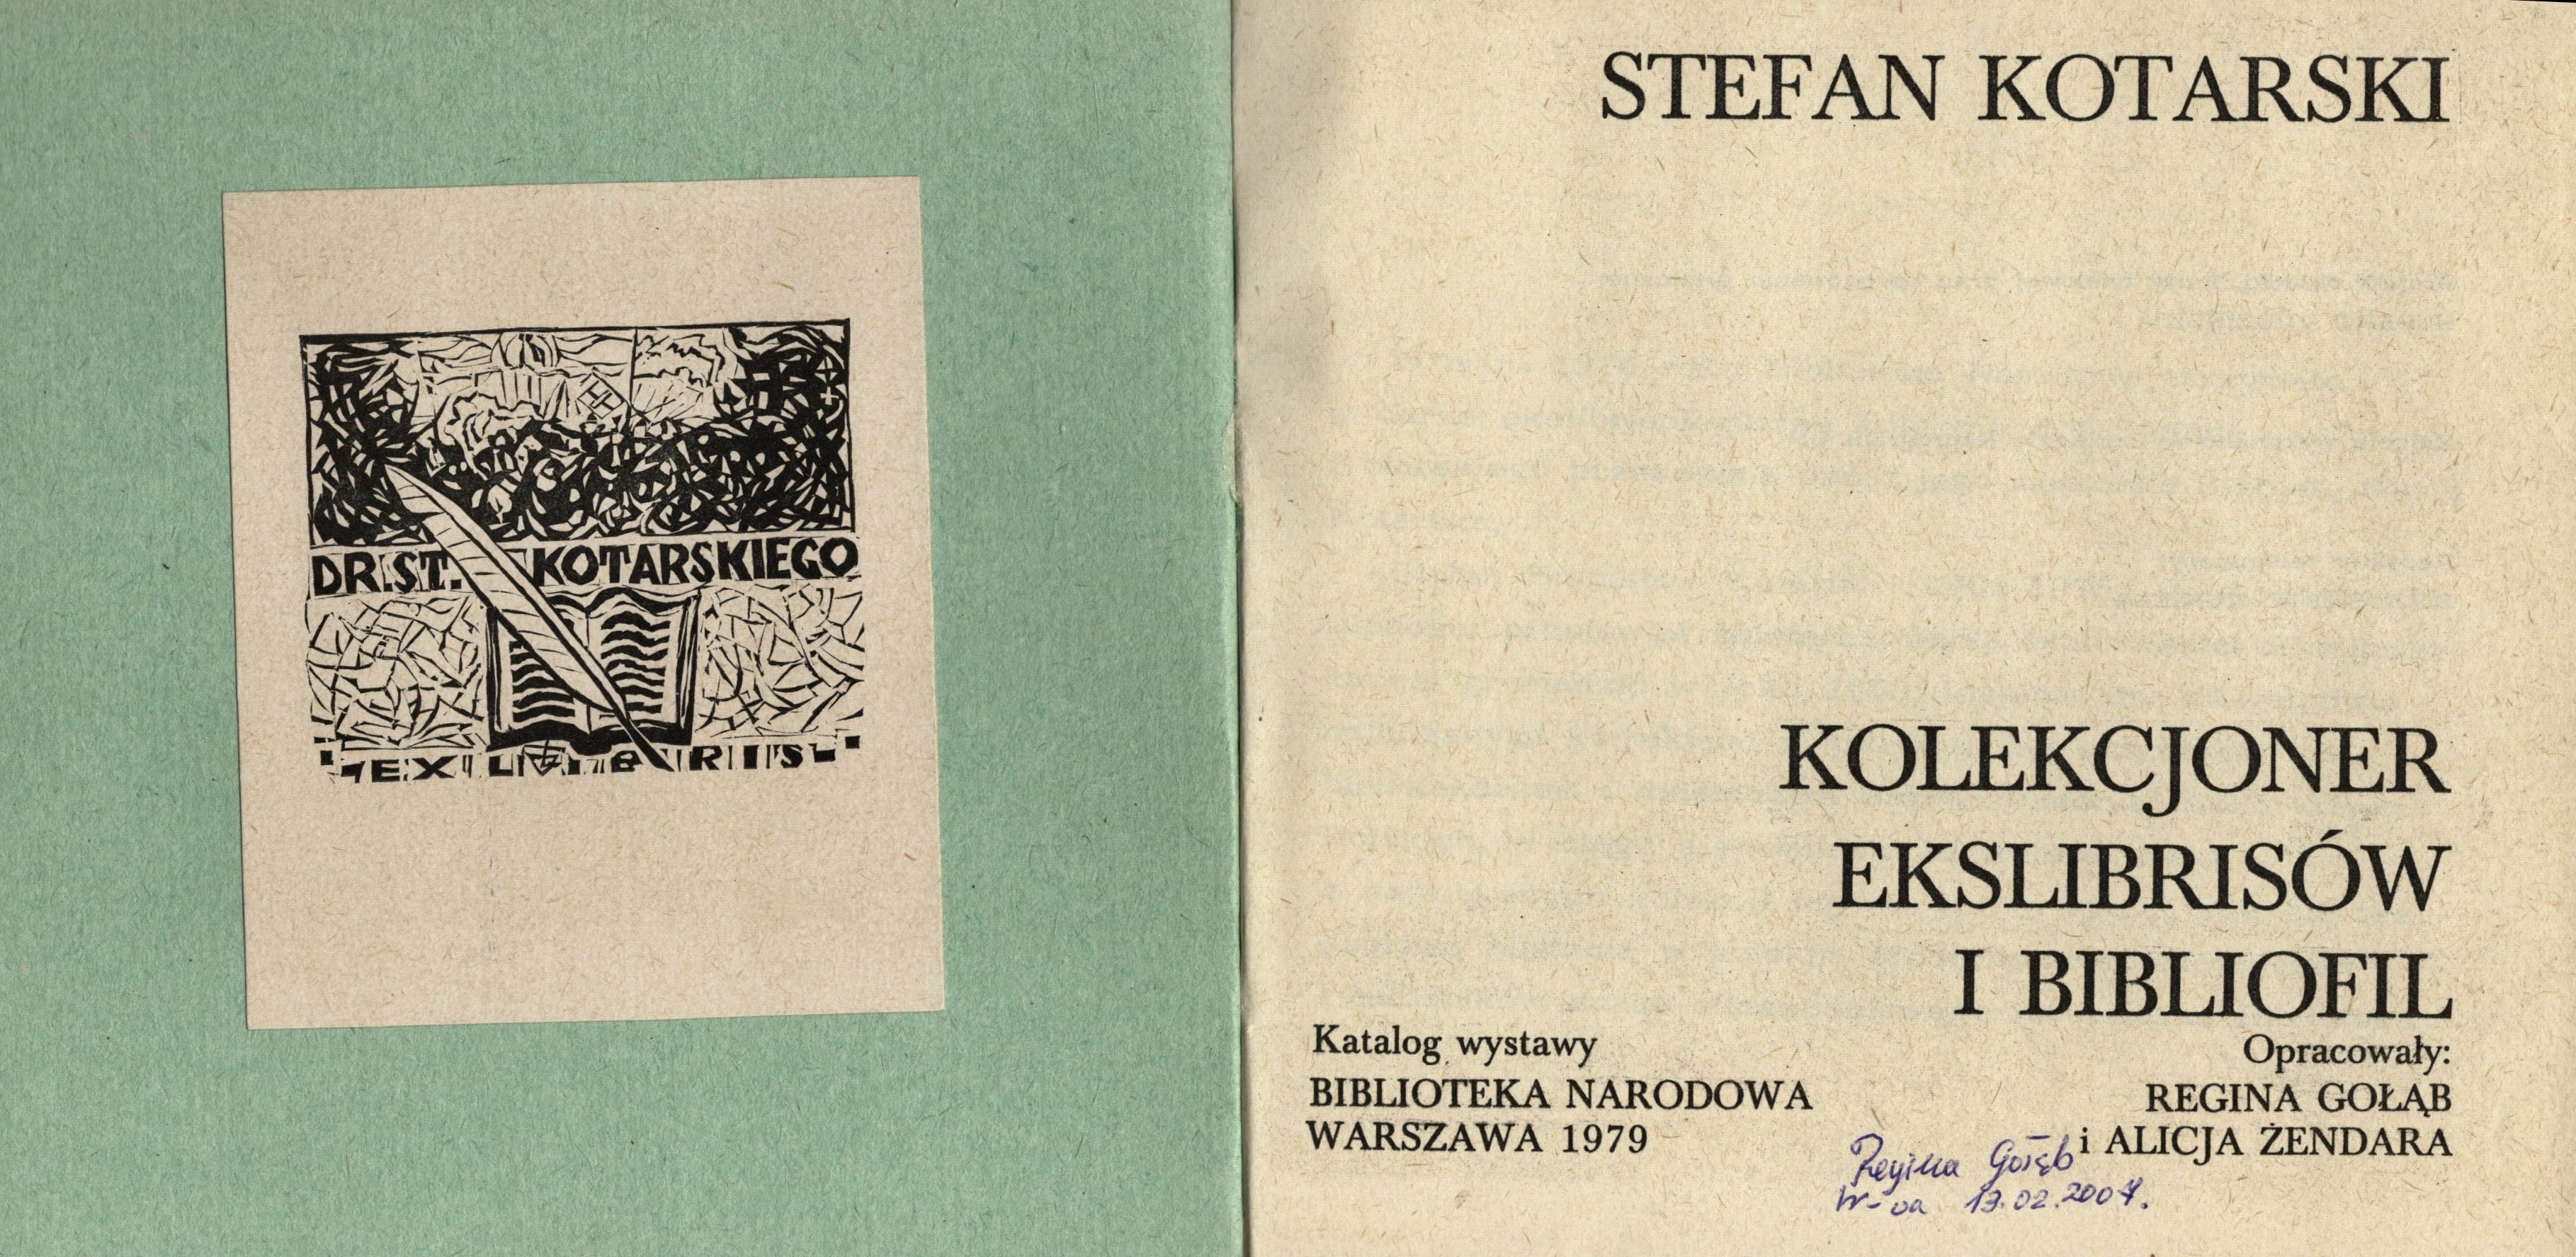 DR. ST. KOTARSKIEGO
EX LIBRIS
STEFAN KOTARSKI
KOLEKCJONER
EKSLIBRISÓW
I BIBLIOFIL
Katalog wystawy
BIBLIOTEKA NARODOWA
WARSZAWA 1979
Opracowały:
REGINA GOŁĄB
i ALICJA ŻENDARA
Regina Gołąb
W-wa 13.02.2007.